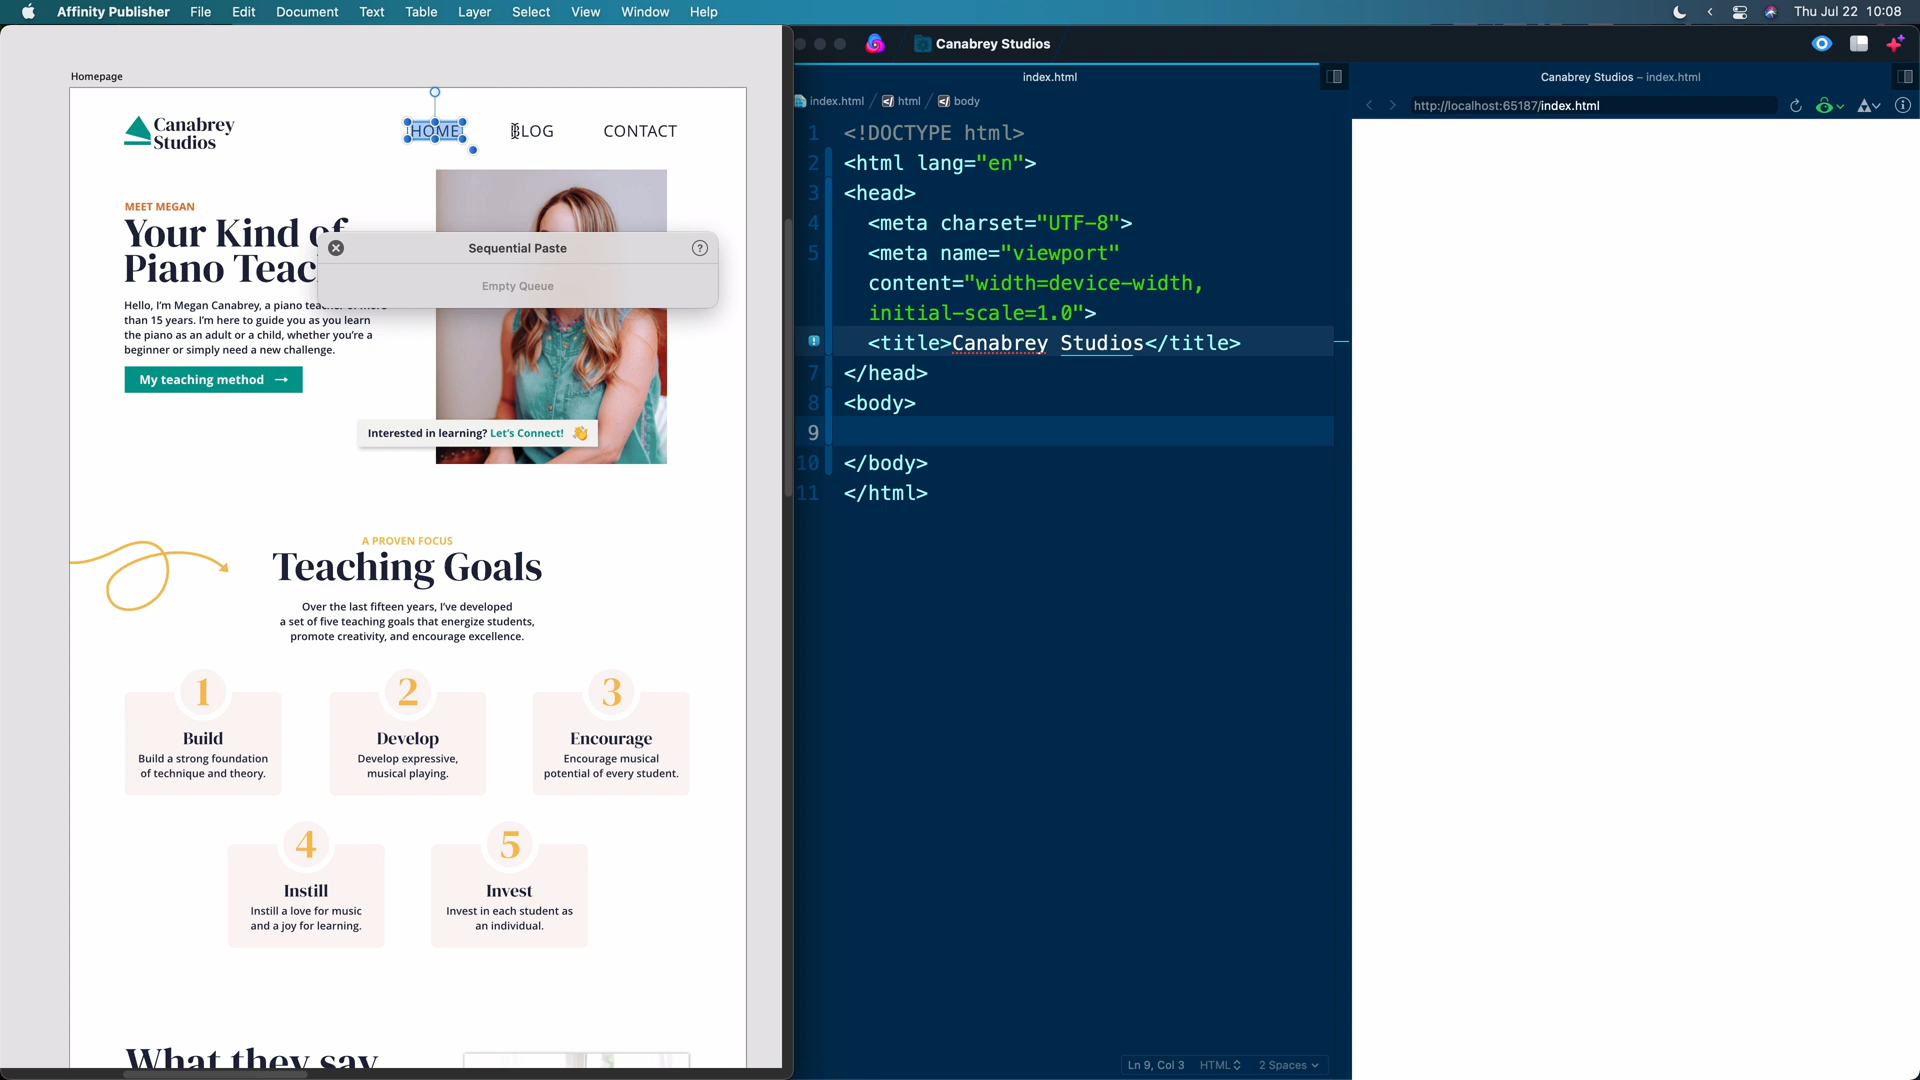 Affinity Publisher File Edit Document Text Table Layer Select View Window Help Thu Jul 22 10:08
Homepage
Canabrey
Studios
HOME
LOG
CONTACT
MEET MEGAN
Your Kind of
Piano Teac
Hello, I'm Megan Canabrey, a piano teacher of more
than 15 years. I'm here to guide you as you learn
the piano as an adult or a child, whether you're a
beginner or simply need a new challenge.
My teaching method →
Sequential Paste ?
Empty Queue
Interested in learning? Let's Connect! 👋
A PROVEN FOCUS
Teaching Goals
Over the last fifteen years, I've developed
a set of five teaching goals that energize students,
promote creativity, and encourage excellence.
1
Build
Build a strong foundation
of technique and theory.
2
Develop
Develop expressive,
musical playing.
3
Encourage
Encourage musical
potential of every student.
4
Instill
Instill a love for music
and a joy for learning.
5
Invest
Invest in each student as
an individual.
What they say
Canabrey Studios
index.html
index.html html body
1 <!DOCTYPE html>
2 <html lang="en">
3 <head>
4 <meta charset="UTF-8">
5 <meta name="viewport"
content="width=device-width,
initial-scale=1.0">
<title>Canabrey Studios</title>
7 </head>
8 <body>
9
10 </body>
11 </html>
Ln 9, Col 3 HTML 2 Spaces
Canabrey Studios – index.html
http://localhost:65187/index.html